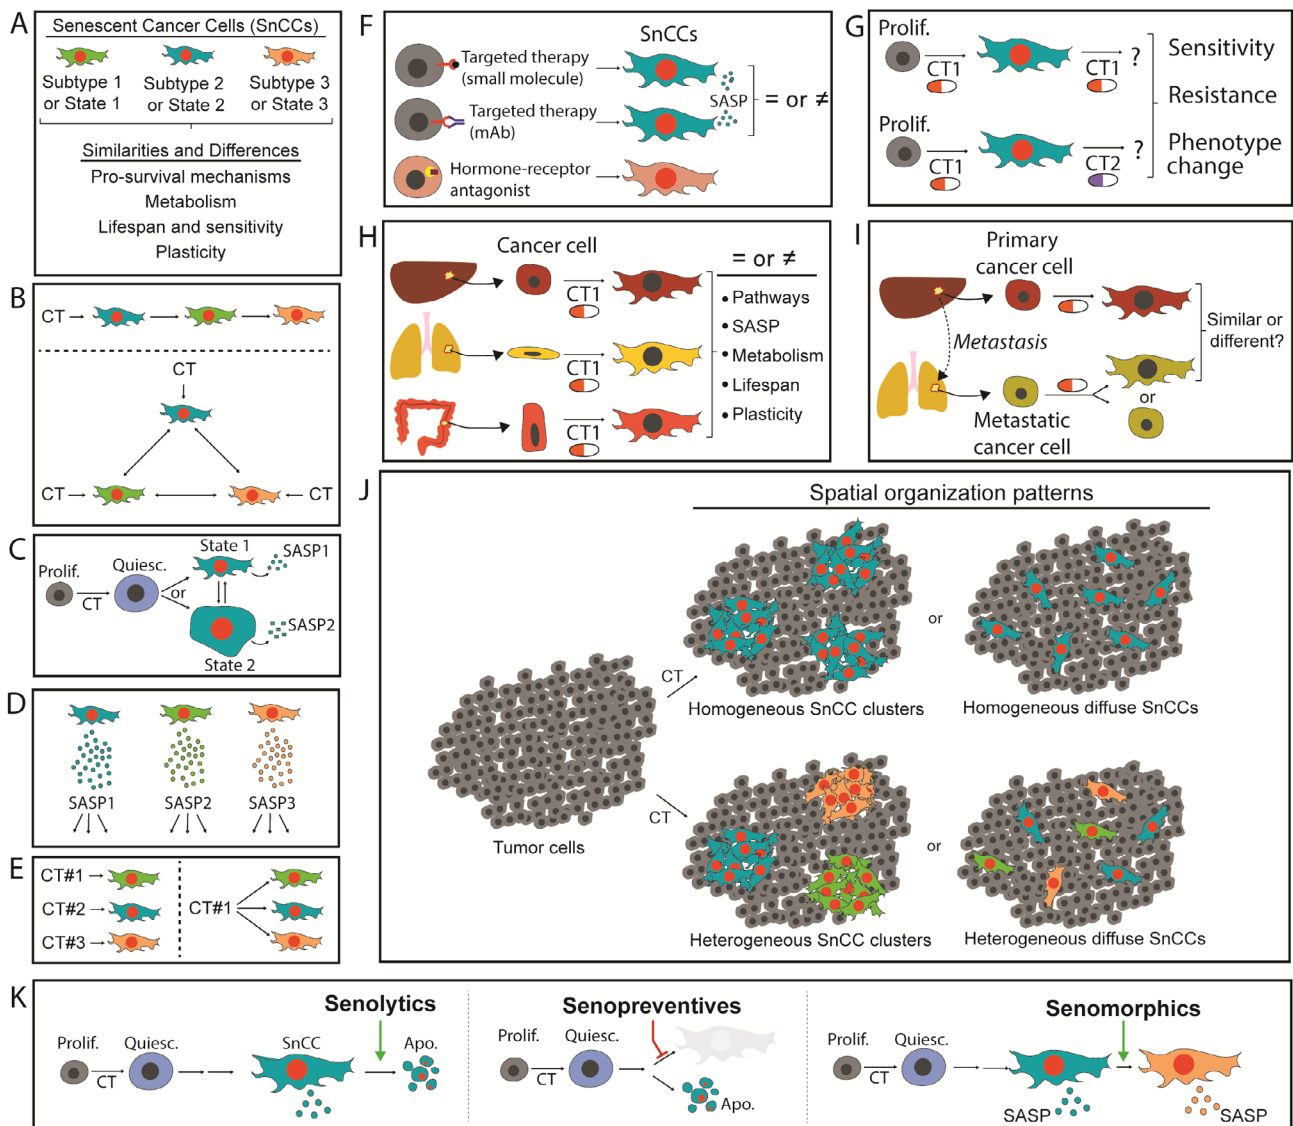 A
Senescent Cancer Cells (SnCCs)
Subtype 1 Subtype 2 Subtype 3
or State 1 or State 2 or State 3
Similarities and Differences
Pro-survival mechanisms
Metabolism
Lifespan and sensitivity
Plasticity
B
CT
CT
CT CT
C
Prolif.
CT
Quiesc.
or
State 1
SASP1
SASP2
State 2
D
SASP1 SASP2 SASP3
E
CT#1
CT#2
CT#3
CT#1
F
SnCCs
Targeted therapy
(small molecule)
SASP
= or ≠
Targeted therapy
(mAb)
Hormone-receptor
antagonist
G
Prolif.
CT1 CT1
?
Prolif.
CT1 CT2
?
Sensitivity
Resistance
Phenotype
change
H
Cancer cell
CT1
CT1
CT1
= or ≠
• Pathways
• SASP
• Metabolism
• Lifespan
• Plasticity
I
Primary
cancer cell
Metastasis
Similar or
different?
or
Metastatic
cancer cell
J
Spatial organization patterns
Tumor cells
CT
CT
or
Homogeneous SnCC clusters
Homogeneous diffuse SnCCs
or
Heterogeneous SnCC clusters
Heterogeneous diffuse SnCCs
K
Senolytics
Prolif.
CT
Quiesc.
SnCC
Apo.
Senopreventives
Prolif.
CT
Quiesc.
Apo.
Senomorphics
Prolif.
CT
Quiesc.
SASP
SASP